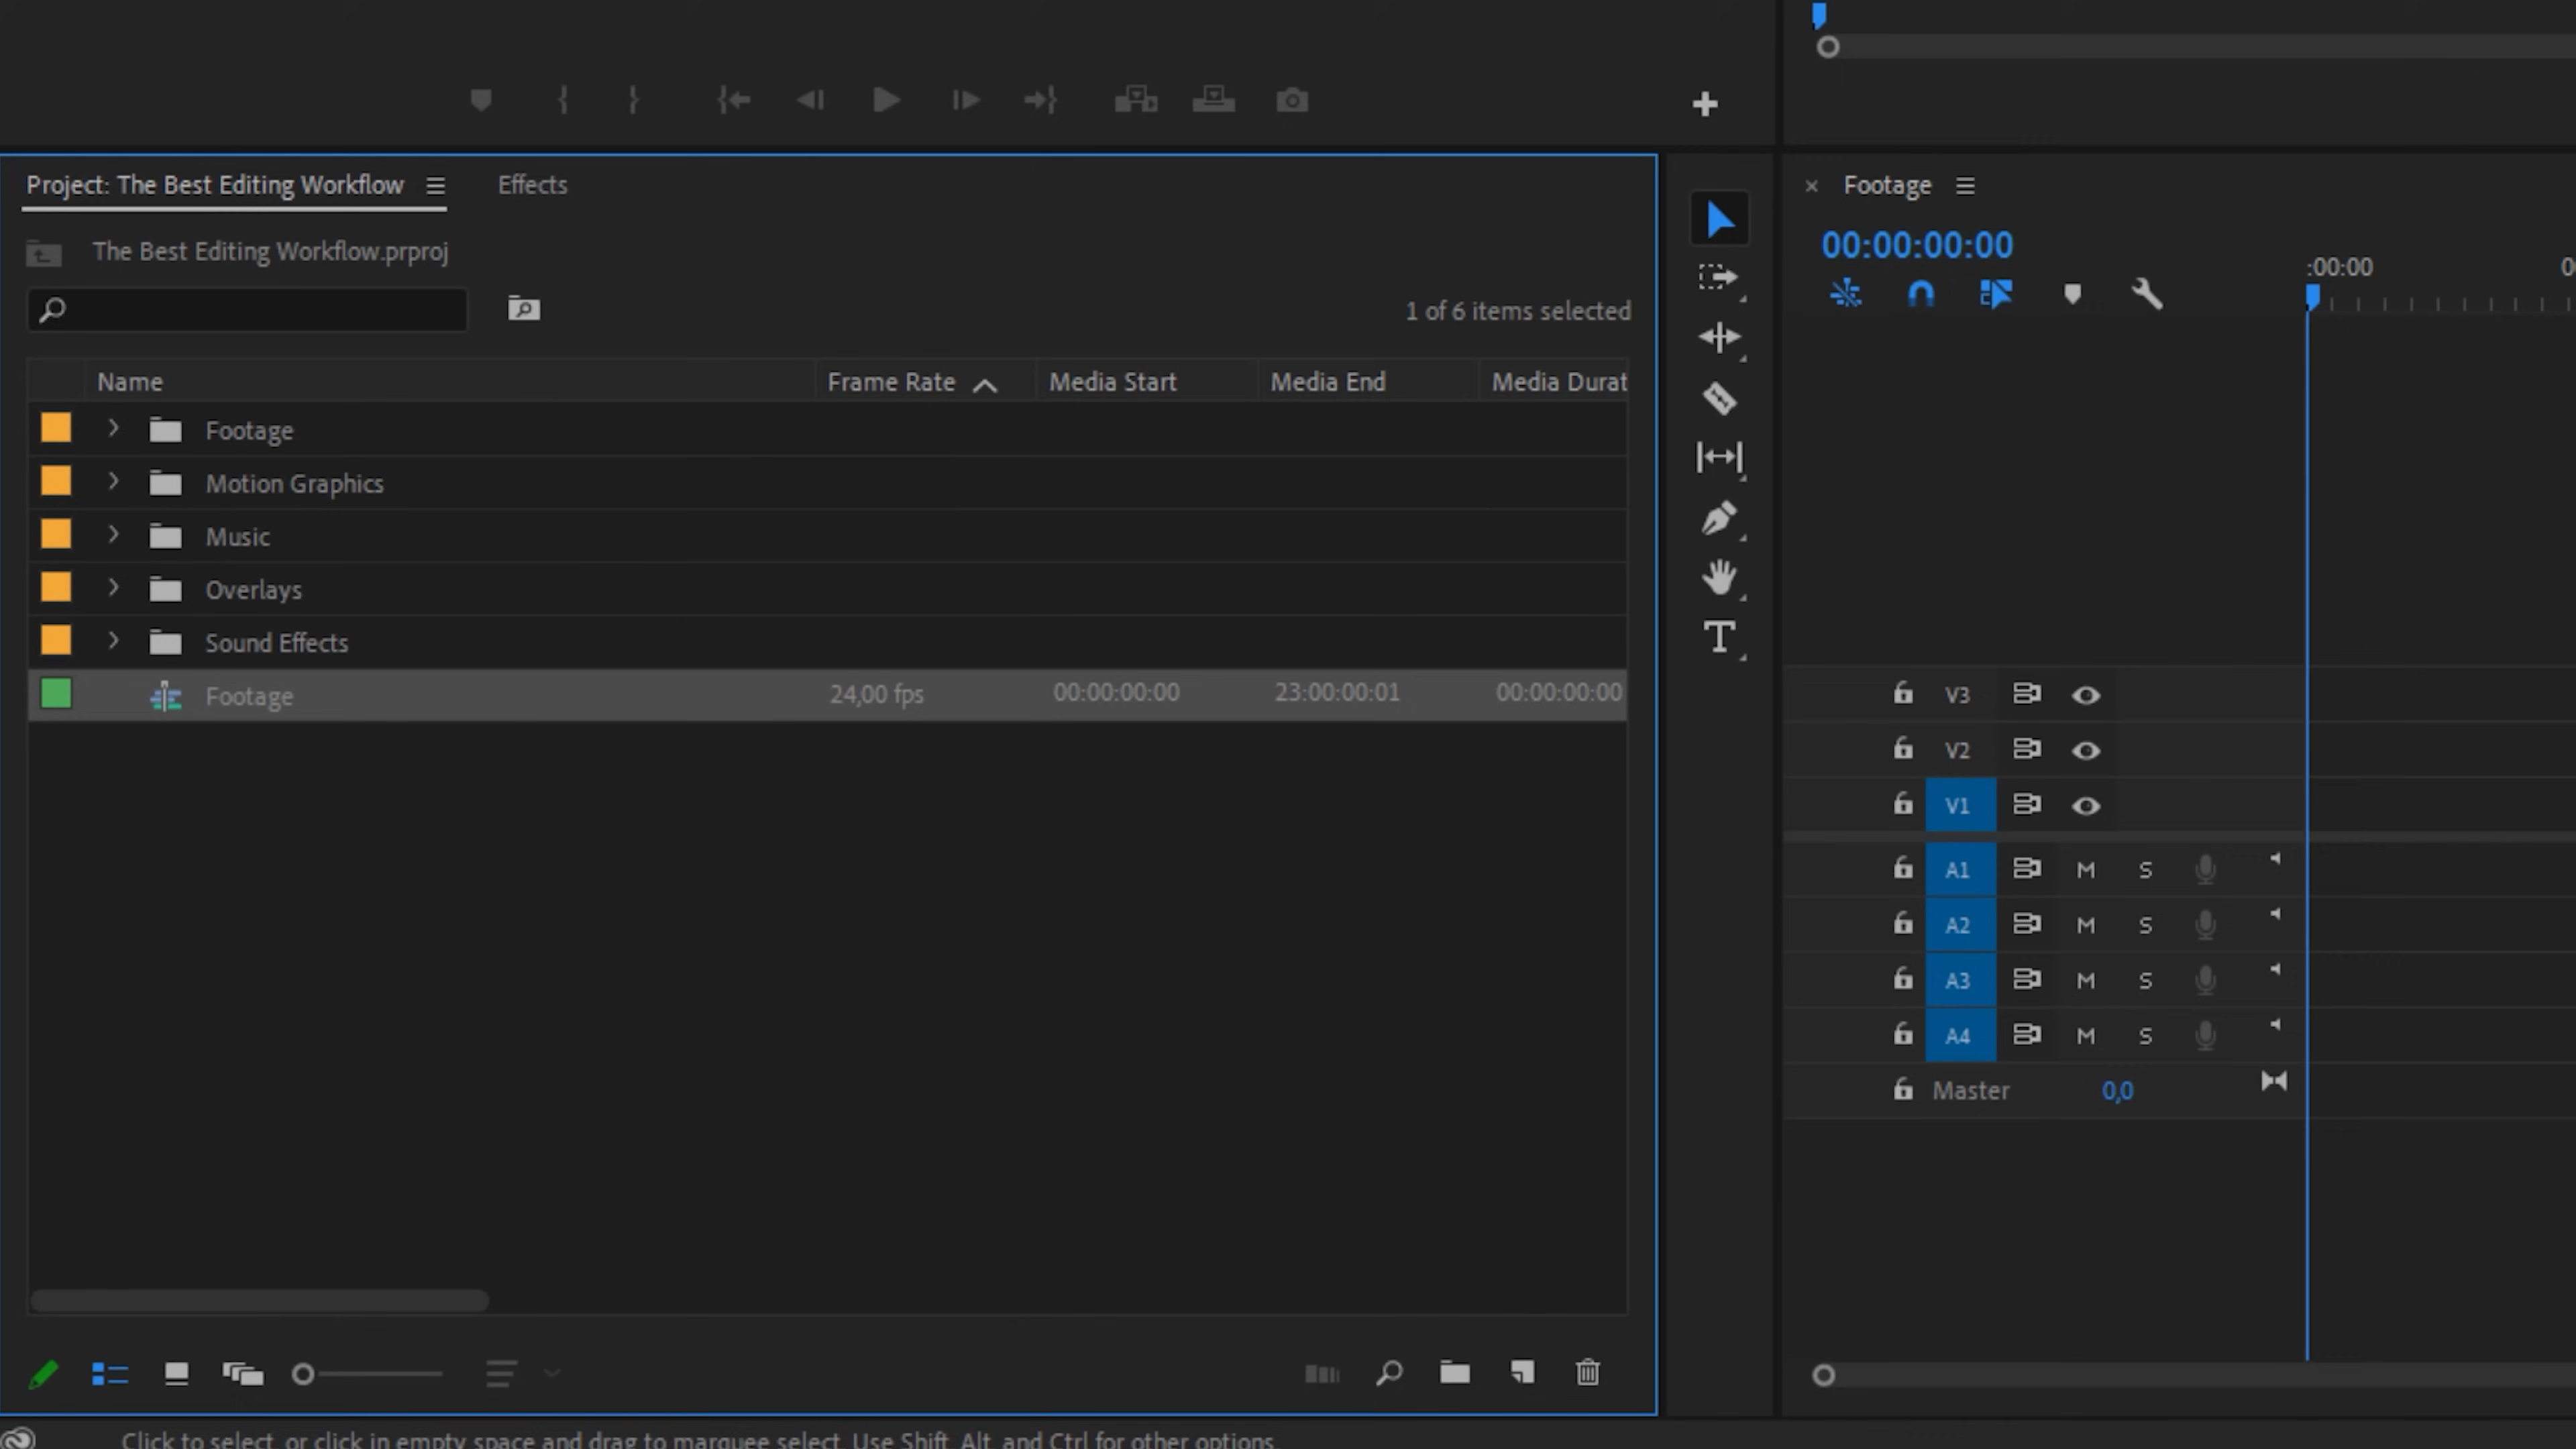 Project: The Best Editing Workflow
Effects
The Best Editing Workflow.prproj
1 of 6 items selected
Name Frame Rate Media Start Media End Media Durat
Footage
Motion Graphics
Music
Overlays
Sound Effects
Footage 24,00 fps 00:00:00:00 23:00:00:01 00:00:00:00
Click to select, or click in empty space and drag to marquee select. Use Shift, Alt, and Ctrl for other options.
T
Footage
00:00:00:00
:00:00 0
V3
V2
V1
A1 M S
A2 M S
A3 M S
A4 M S
Master 0,0